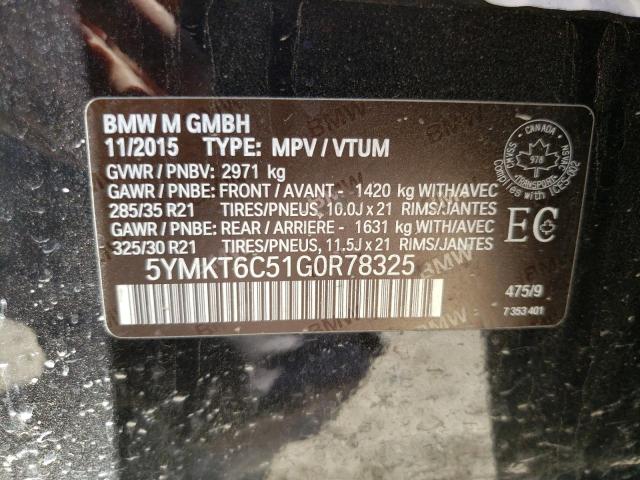 BMW M GMBH
11/2015 TYPE: MPV / VTUM
GVWR / PNBV: 2971 kg
GAWR / PNBE: FRONT / AVANT - 1420 kg WITH/AVEC
285/35 R21 TIRES/PNEUS, 10.0J x 21 RIMS/JANTES
GAWR / PNBE: REAR / ARRIERE - 1631 kg WITH/AVEC
325/30 R21 TIRES/PNEUS, 11.5J x 21 RIMS/JANTES
5YMKT6C51G0R78325
CANADA
978
TRANSPORT
EC
475/9
7 353 401